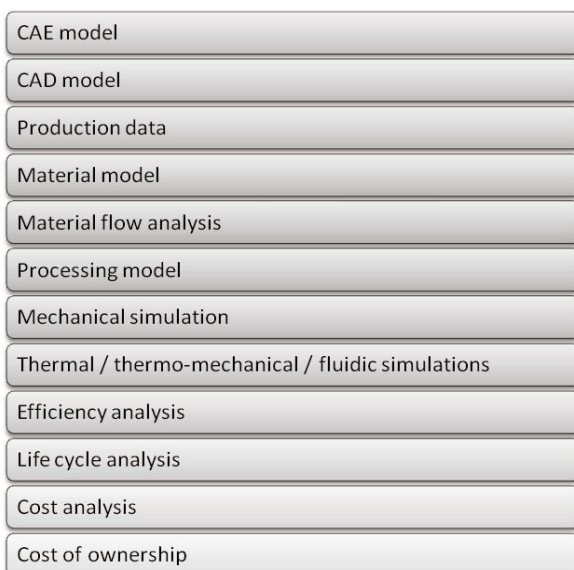 CAE model
CAD model
Production data
Material model
Material flow analysis
Processing model
Mechanical simulation
Thermal / thermo-mechanical / fluidic simulations
Efficiency analysis
Life cycle analysis
Cost analysis
Cost of ownership